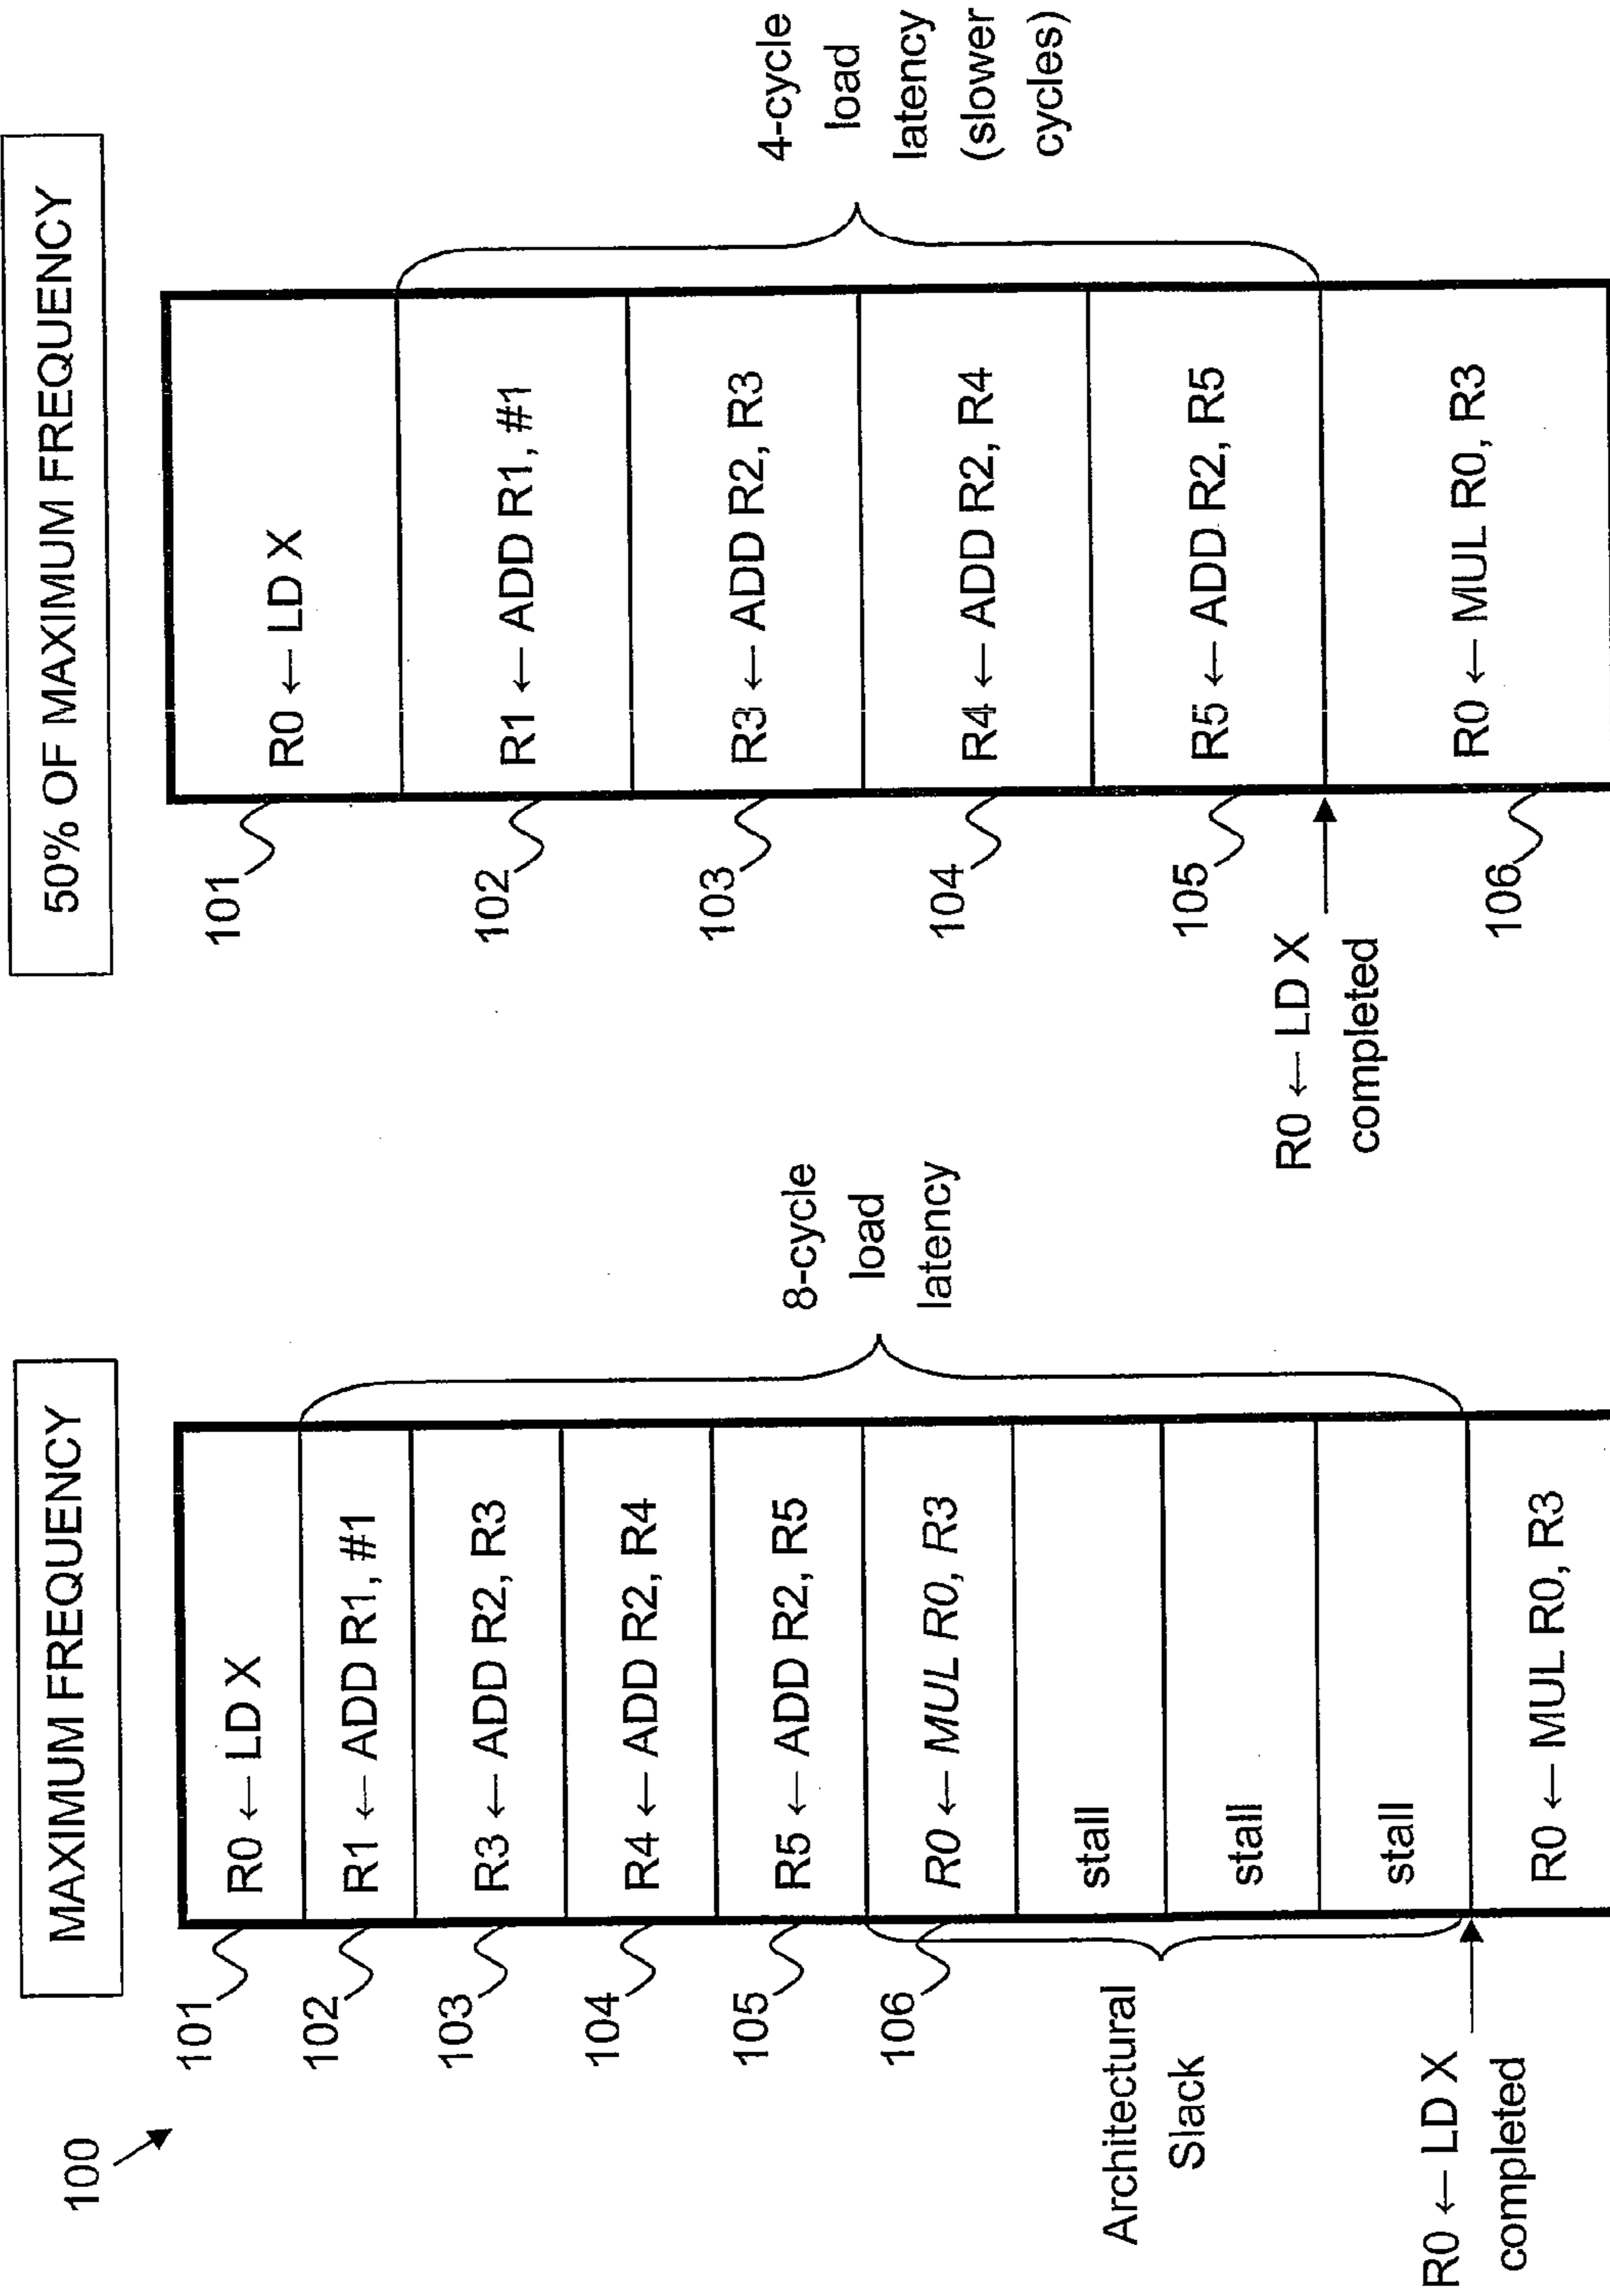 100
MAXIMUM FREQUENCY
101
R0 ← LD X
102
R1 ← ADD R1, #1
103
R3 ← ADD R2, R3
104
R4 ← ADD R2, R4
105
R5 ← ADD R2, R5
106
R0 ← MUL R0, R3
stall
stall
stall
R0 ← MUL R0, R3
Architectural
Slack
R0 ← LD X
completed
8-cycle
load
latency
50% OF MAXIMUM FREQUENCY
101
R0 ← LD X
102
R1 ← ADD R1, #1
103
R3 ← ADD R2, R3
104
R4 ← ADD R2, R4
105
R5 ← ADD R2, R5
R0 ← LD X
completed
106
R0 ← MUL R0, R3
4-cycle
load
latency
(slower
cycles)